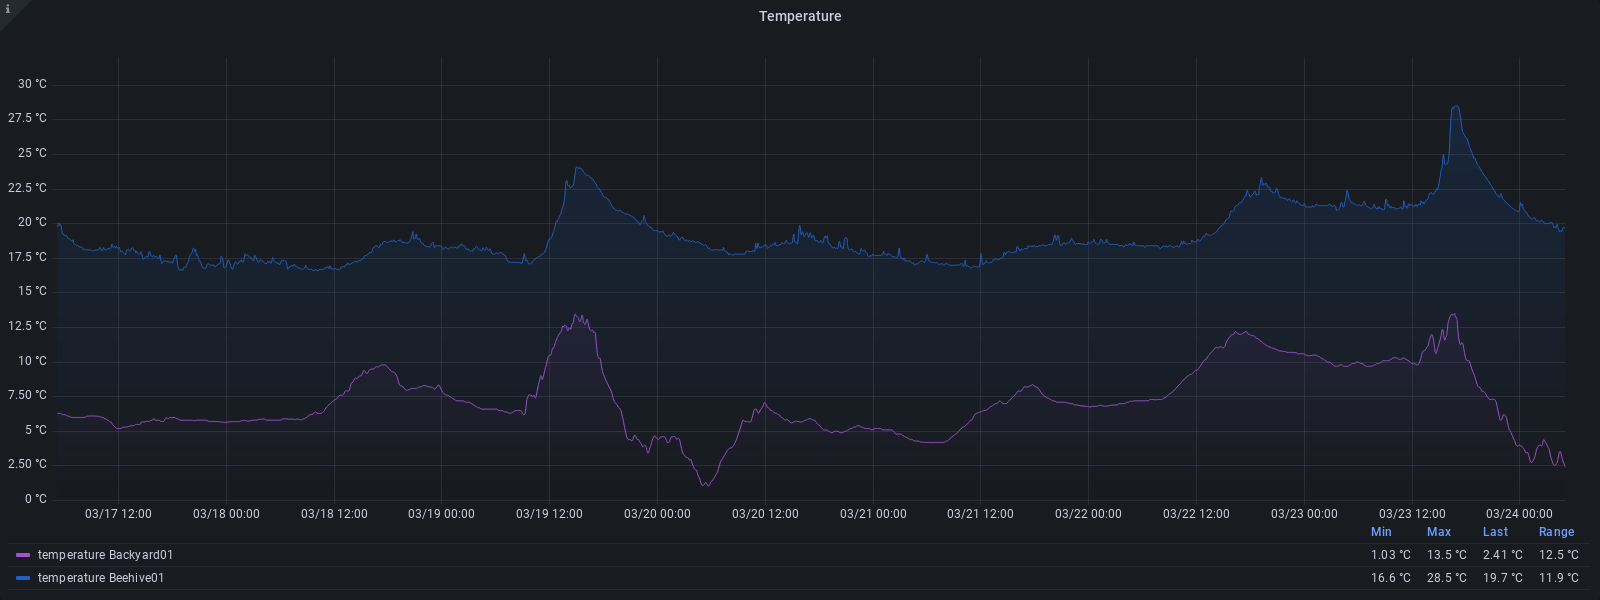 i
Temperature
30 °C
27.5 °C
25 °C
22.5 °C
20 °C
17.5 °C
15 °C
12.5 °C
10 °C
7.50 °C
5 °C
2.50 °C
0 °C
03/17 12:00 03/18 00:00 03/18 12:00 03/19 00:00 03/19 12:00 03/20 00:00 03/20 12:00 03/21 00:00 03/21 12:00 03/22 00:00 03/22 12:00 03/23 00:00 03/23 12:00 03/24 00:00
Min Max Last Range
temperature Backyard01 1.03 °C 13.5 °C 2.41 °C 12.5 °C
temperature Beehive01 16.6 °C 28.5 °C 19.7 °C 11.9 °C